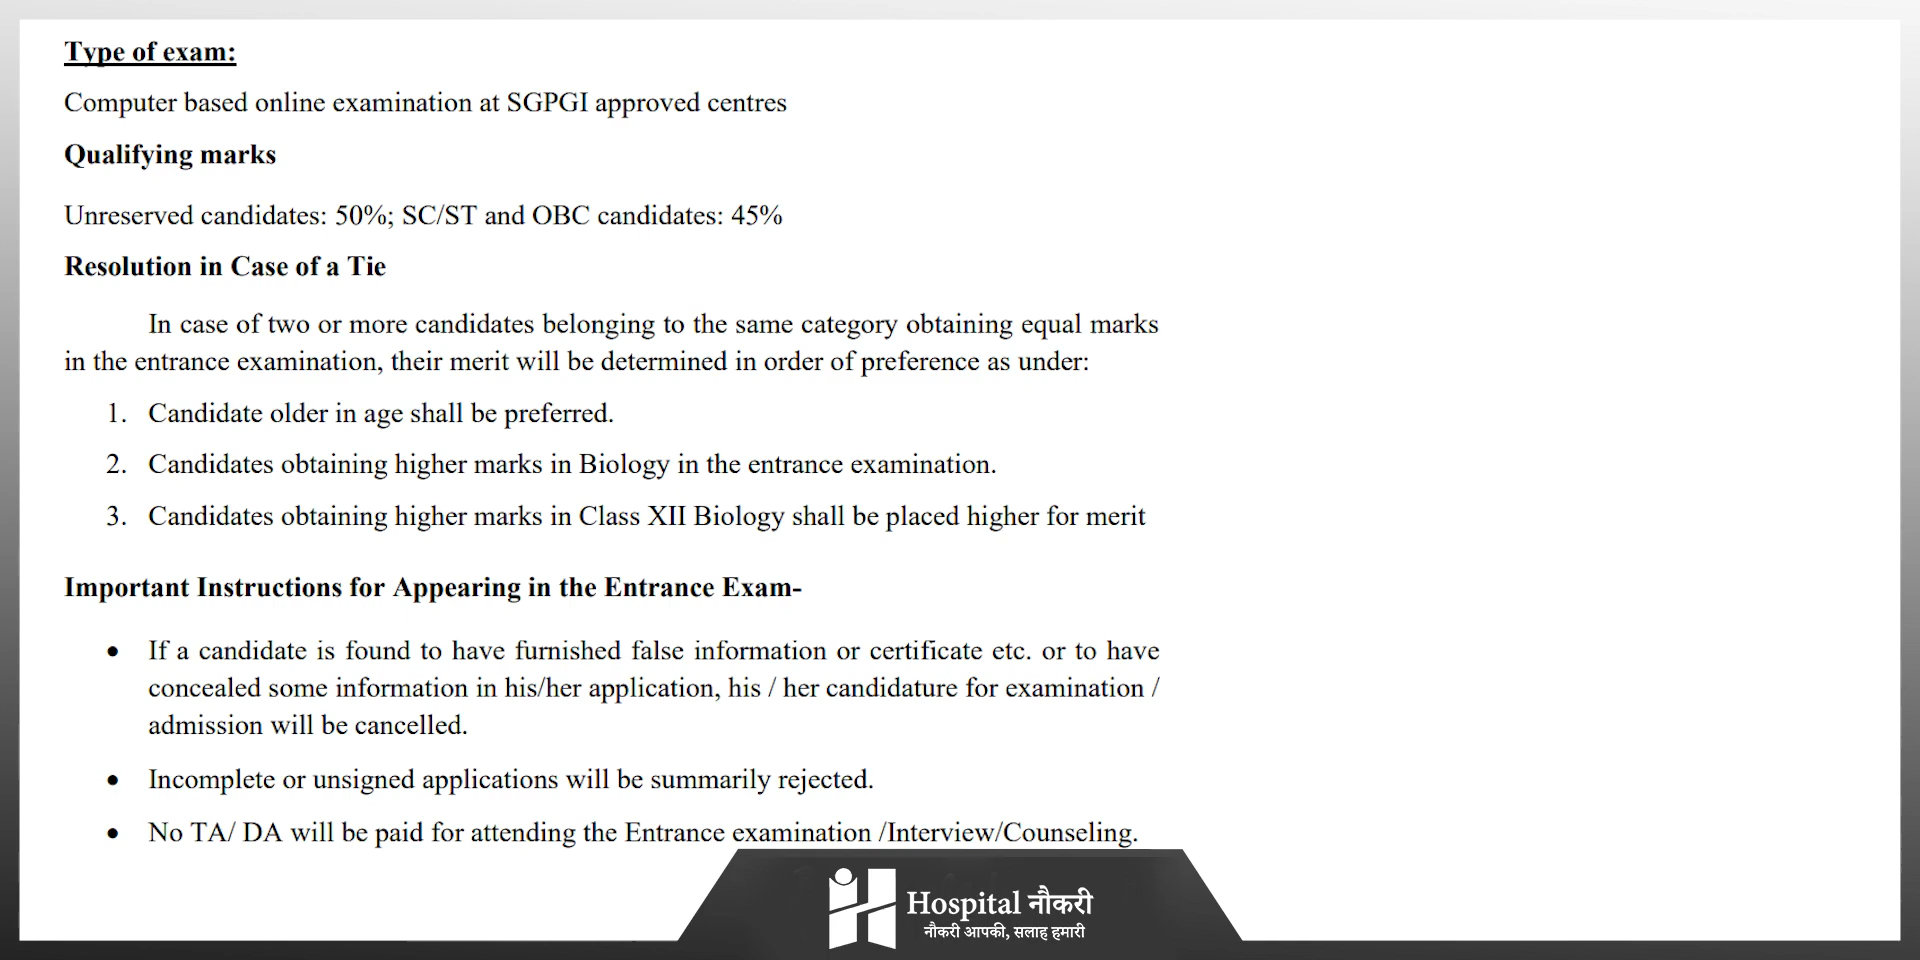 Type of exam:
Computer based online examination at SGPGI approved centres
Qualifying marks
Unreserved candidates: 50%; SC/ST and OBC candidates: 45%
Resolution in Case of a Tie
In case of two or more candidates belonging to the same category obtaining equal marks
in the entrance examination, their merit will be determined in order of preference as under:
1. Candidate older in age shall be preferred.
2. Candidates obtaining higher marks in Biology in the entrance examination.
3. Candidates obtaining higher marks in Class XII Biology shall be placed higher for merit
Important Instructions for Appearing in the Entrance Exam-
• If a candidate is found to have furnished false information or certificate etc. or to have
concealed some information in his/her application, his / her candidature for examination /
admission will be cancelled.
• Incomplete or unsigned applications will be summarily rejected.
• No TA/ DA will be paid for attending the Entrance examination /Interview/Counseling.
Hospital नौकरी
नौकरी आपकी, सलाह हमारी